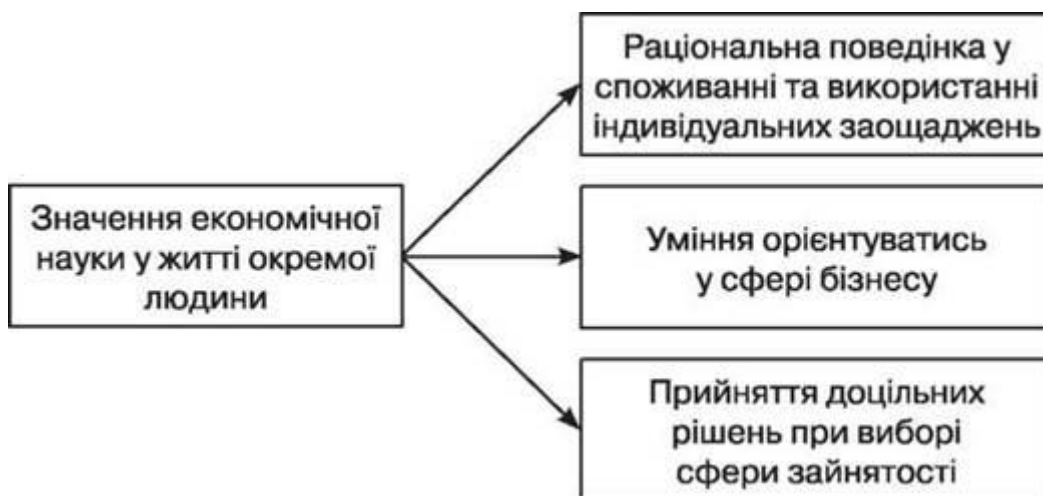 Значення економічної
науки у житті окремої
людини
Раціональна поведінка у
споживанні та використанні
індивідуальних заощаджень
Уміння орієнтуватись
у сфері бізнесу
Прийняття доцільних
рішень при виборі
сфери зайнятості